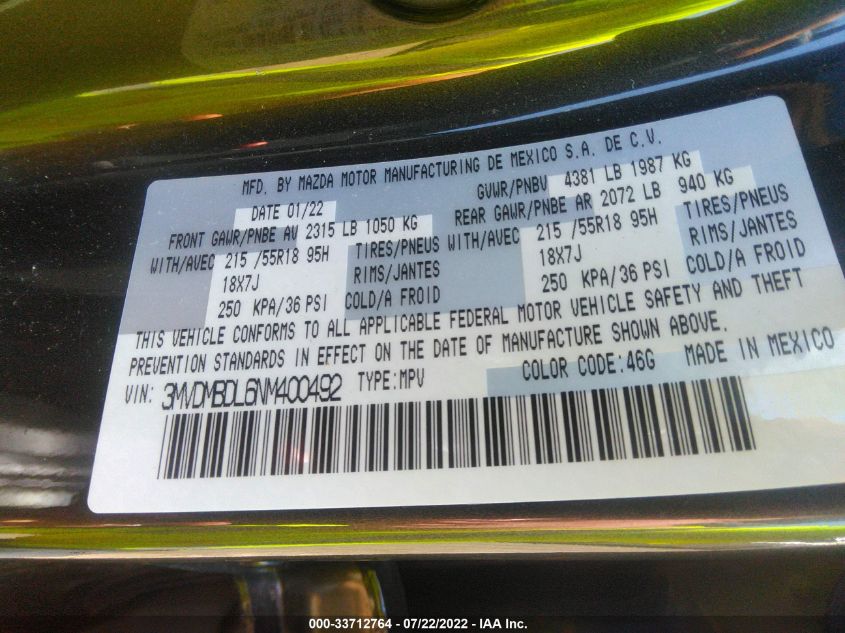 MFD. BY MAZDA MOTOR MANUFACTURING DE MEXICO S.A. DE C.V.
DATE 01/22 GVWR/PNBV 4381 LB 1987 KG
FRONT GAWR/PNBE AV 2315 LB 1050 KG REAR GAWR/PNBE AR 2072 LB 940 KG
WITH/AVEC 215 /55R18 95H TIRES/PNEUS WITH/AVEC 215 /55R18 95H TIRES/PNEUS
18X7J RIMS/JANTES 18X7J RIMS/JANTES
250 KPA/36 PSI COLD/A FROID 250 KPA/36 PSI COLD/A FROID
THIS VEHICLE CONFORMS TO ALL APPLICABLE FEDERAL MOTOR VEHICLE SAFETY AND THEFT
PREVENTION STANDARDS IN EFFECT ON THE DATE OF MANUFACTURE SHOWN ABOVE.
VIN: 3MVDMBDL6NM400492 TYPE:MPV COLOR CODE:46G MADE IN MEXICO
000-33712764 - 07/22/2022 - IAA Inc.